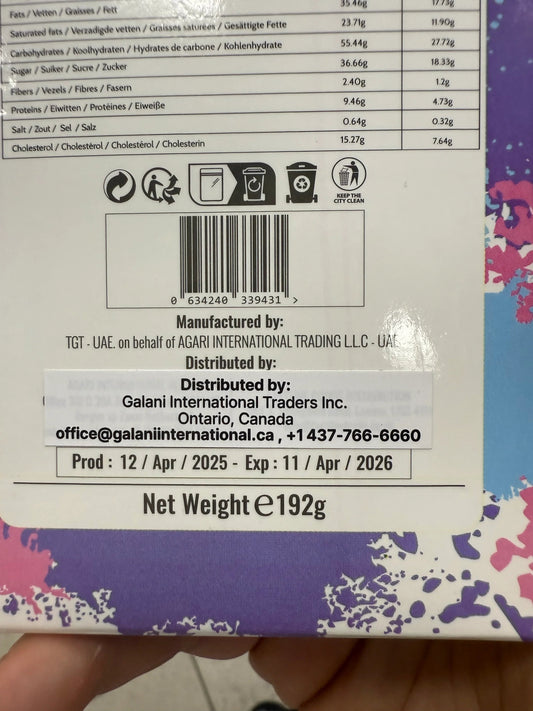 Fats / Vetten / Graisses / Fett 35.46g 17.73g
Saturated fats / Verzadigde vetten / Graisses saturées / Gesättigte Fette 23.71g 11.90g
Carbohydrates / Koolhydraten / Hydrates de carbone / Kohlenhydrate 55.44g 27.72g
Sugar / Suiker / Sucre / Zucker 36.66g 18.33g
Fibers / Vezels / Fibres / Fasern 2.40g 1.2g
Proteins / Eiwitten / Protéines / Eiweiße 9.46g 4.73g
Salt / Zout / Sel / Salz 0.64g 0.32g
Cholesterol / Cholestérol / Cholestérol / Cholesterin 15.27g 7.64g
KEEP THE
CITY CLEAN
0 634240 339431 >
Manufactured by:
TGT - UAE. on behalf of AGARI INTERNATIONAL TRADING L.L.C - UAE
Distributed by:
Distributed by:
Galani International Traders Inc.
Ontario, Canada
office@galaniinternational.ca , +1 437-766-6660
Prod : 12 / Apr / 2025 - Exp : 11 / Apr / 2026
Net Weight e 192g